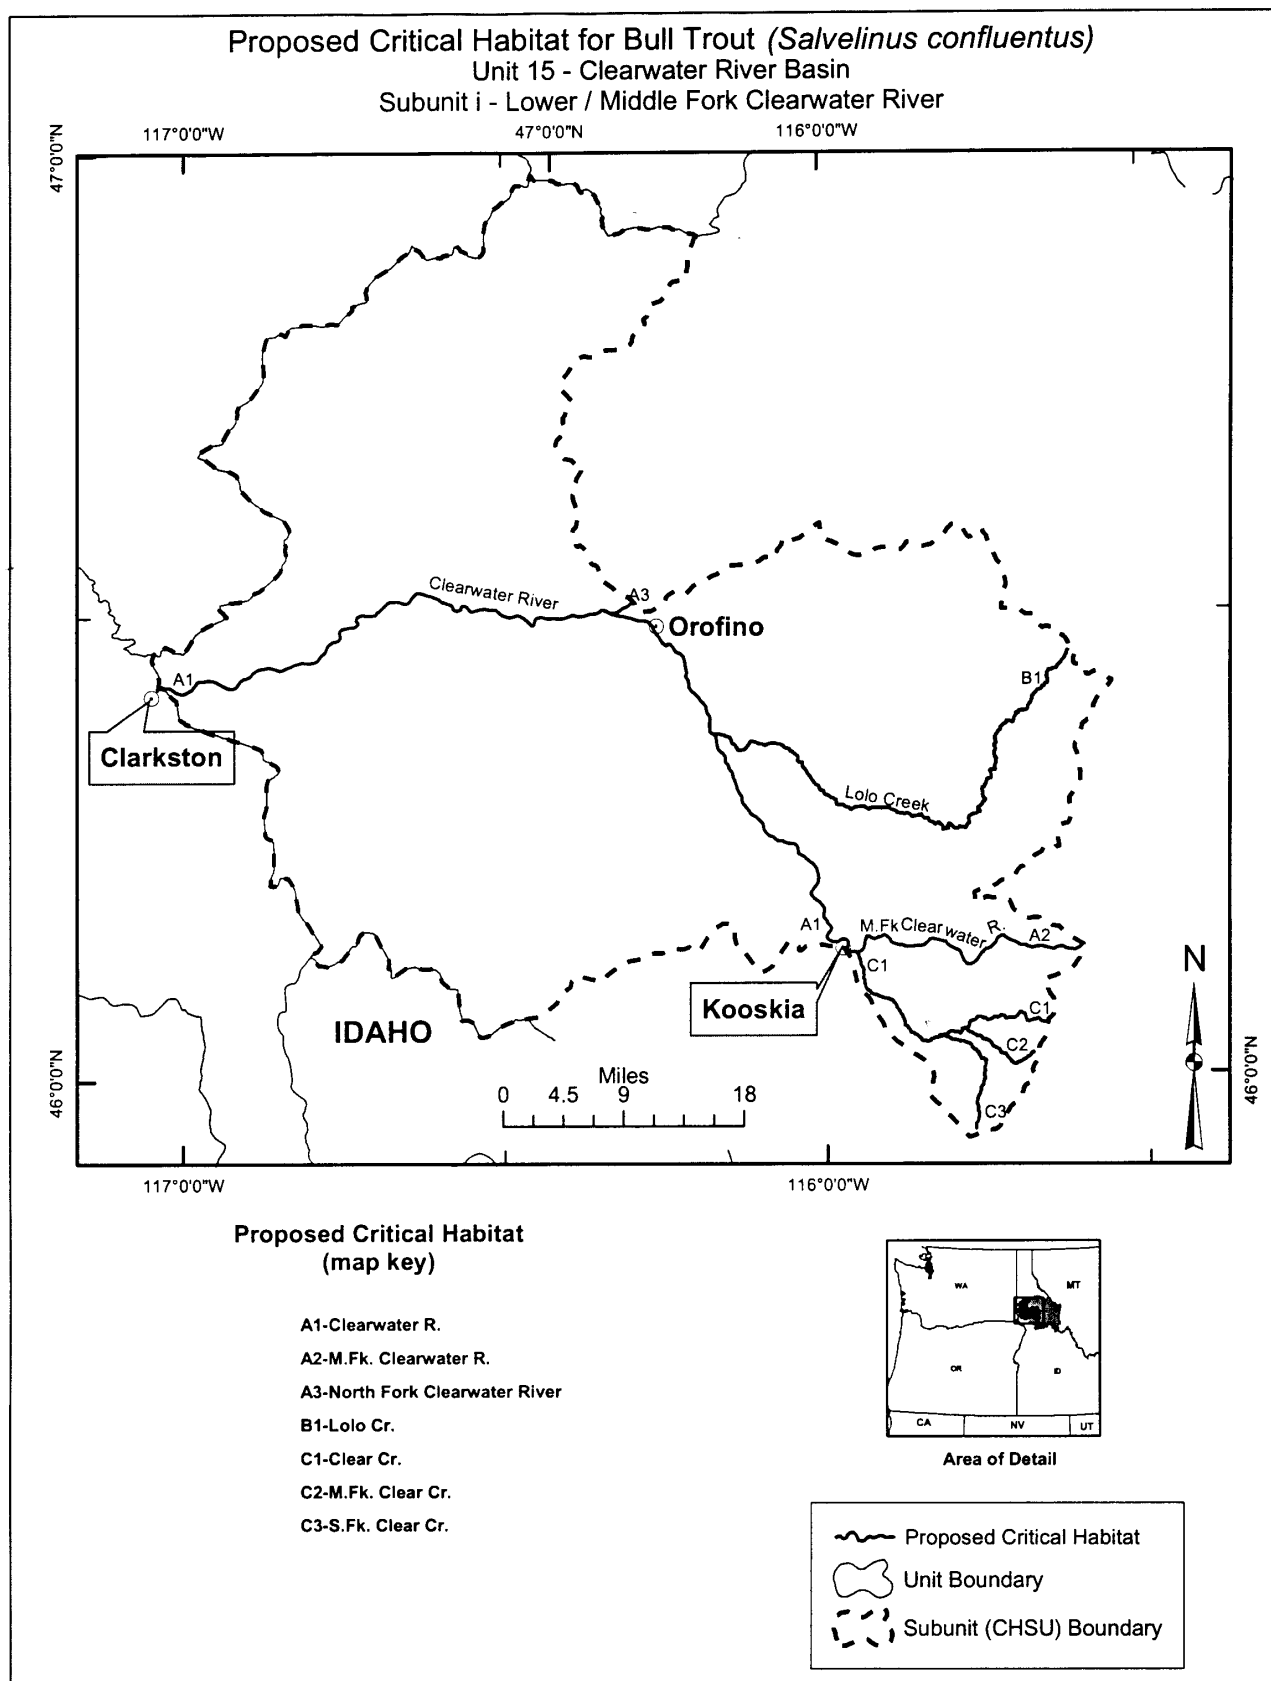 Proposed Critical Habitat for Bull Trout (Salvelinus confluentus)
Unit 15 - Clearwater River Basin
Subunit i - Lower / Middle Fork Clearwater River
117°0'0"W
47°0'0"N
116°0'0"W
47°0'0"N
Clearwater River
A3
Orofino
A1
B1
Clarkston
Lolo Creek
A1
M.Fk Clearwater R.
A2
C1
Kooskia
C1
C2
C3
IDAHO
N
Miles
0 4.5 9 18
46°0'0"N
46°0'0"N
117°0'0"W
116°0'0"W
Proposed Critical Habitat
(map key)
A1-Clearwater R.
A2-M.Fk. Clearwater R.
A3-North Fork Clearwater River
B1-Lolo Cr.
C1-Clear Cr.
C2-M.Fk. Clear Cr.
C3-S.Fk. Clear Cr.
WA
MT
OR
ID
CA
NV
UT
Area of Detail
Proposed Critical Habitat
Unit Boundary
Subunit (CHSU) Boundary